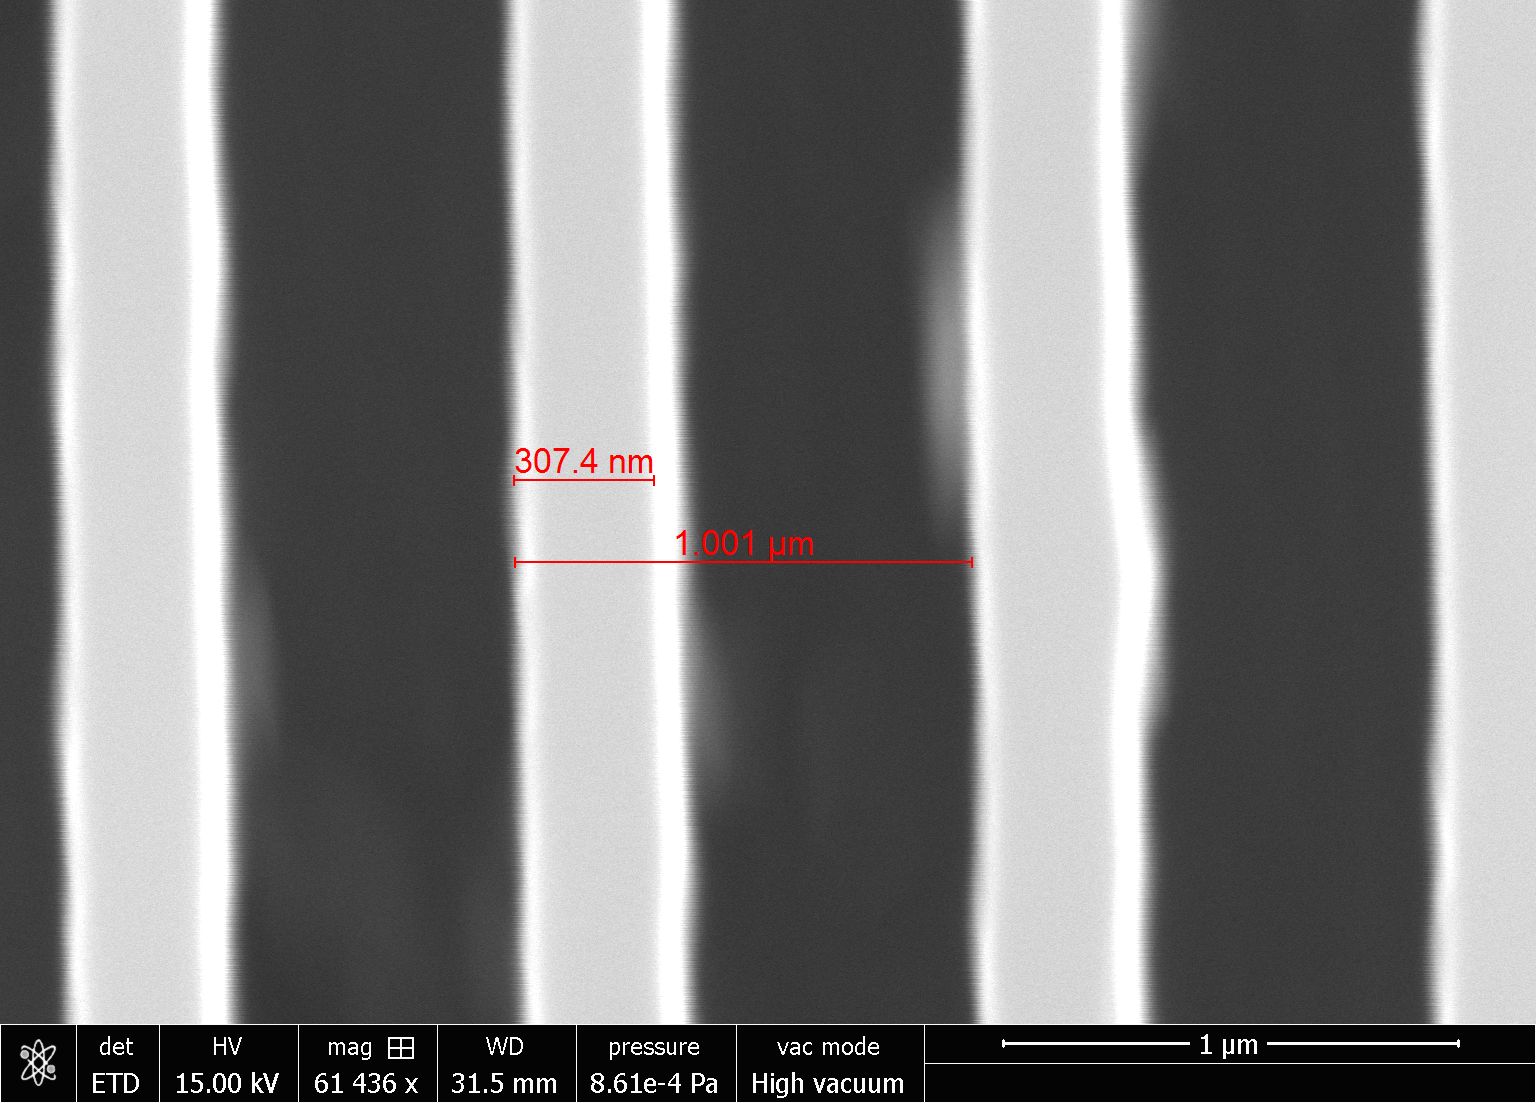 307.4 nm
1.001 µm
det
HV
mag
WD
pressure
vac mode
1 µm
ETD
15.00 kV
61 436 x
31.5 mm
8.61e-4 Pa
High vacuum